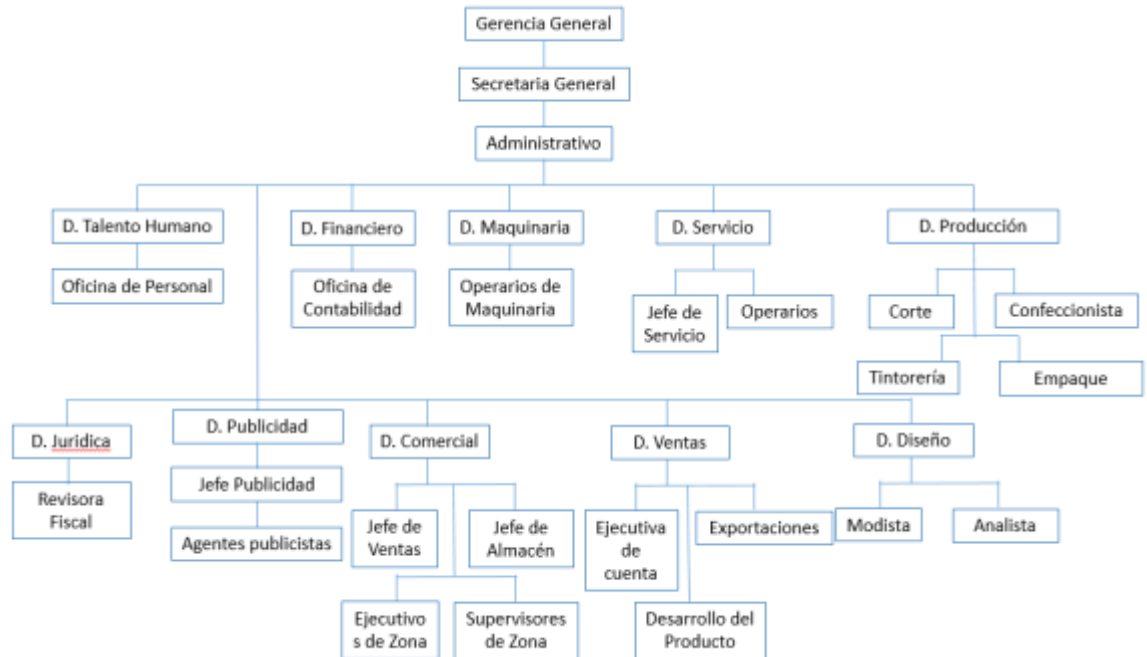 Gerencia General
Secretaria General
Administrativo
D. Talento Humano
D. Financiero
D. Maquinaria
D. Servicio
D. Producción
Oficina de Personal
Oficina de
Contabilidad
Operarios de
Maquinaria
Jefe de
Servicio
Operarios
Corte
Confeccionista
Tintorería
Empaque
D. Juridica
D. Publicidad
D. Comercial
D. Ventas
D. Diseño
Revisora
Fiscal
Jefe Publicidad
Agentes publicistas
Jefe de
Ventas
Jefe de
Almacén
Ejecutivo
s de Zona
Supervisores
de Zona
Ejecutiva
de
cuenta
Exportaciones
Desarrollo del
Producto
Modista
Analista